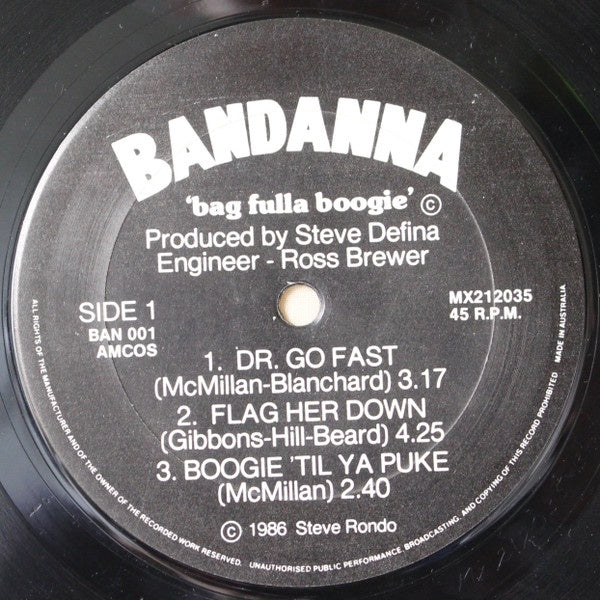 BANDANNA
'bag fulla boogie' ©
Produced by Steve Defina
Engineer - Ross Brewer
SIDE 1
BAN 001
AMCOS
MX212035
45 R.P.M.
1. DR. GO FAST
(McMillan-Blanchard) 3.17
2. FLAG HER DOWN
(Gibbons-Hill-Beard) 4.25
3. BOOGIE 'TIL YA PUKE
(McMillan) 2.40
© 1986 Steve Rondo
ALL RIGHTS OF THE MANUFACTURER AND OF THE OWNER OF THE RECORDED WORK RESERVED. UNAUTHORISED PUBLIC PERFORMANCE, BROADCASTING, AND COPYING OF THIS RECORD PROHIBITED
MADE IN AUSTRALIA